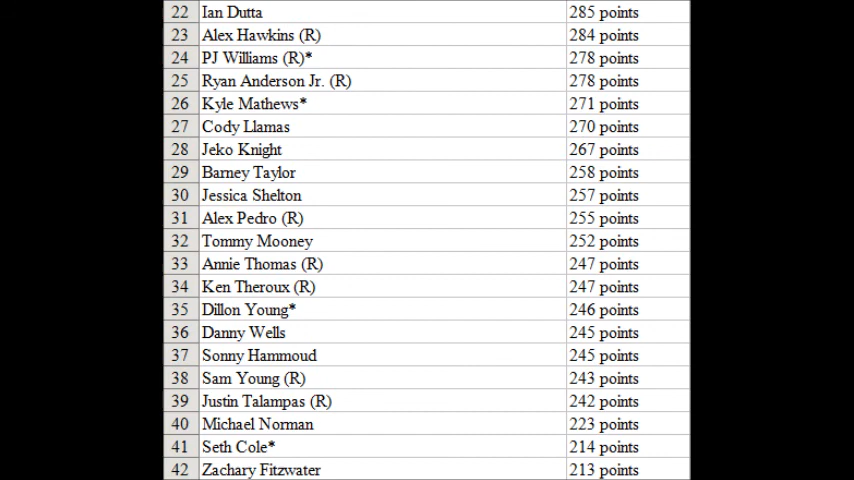 22 Ian Dutta 285 points
23 Alex Hawkins (R) 284 points
24 PJ Williams (R)* 278 points
25 Ryan Anderson Jr. (R) 278 points
26 Kyle Mathews* 271 points
27 Cody Llamas 270 points
28 Jeko Knight 267 points
29 Barney Taylor 258 points
30 Jessica Shelton 257 points
31 Alex Pedro (R) 255 points
32 Tommy Mooney 252 points
33 Annie Thomas (R) 247 points
34 Ken Theroux (R) 247 points
35 Dillon Young* 246 points
36 Danny Wells 245 points
37 Sonny Hammoud 245 points
38 Sam Young (R) 243 points
39 Justin Talampas (R) 242 points
40 Michael Norman 223 points
41 Seth Cole* 214 points
42 Zachary Fitzwater 213 points